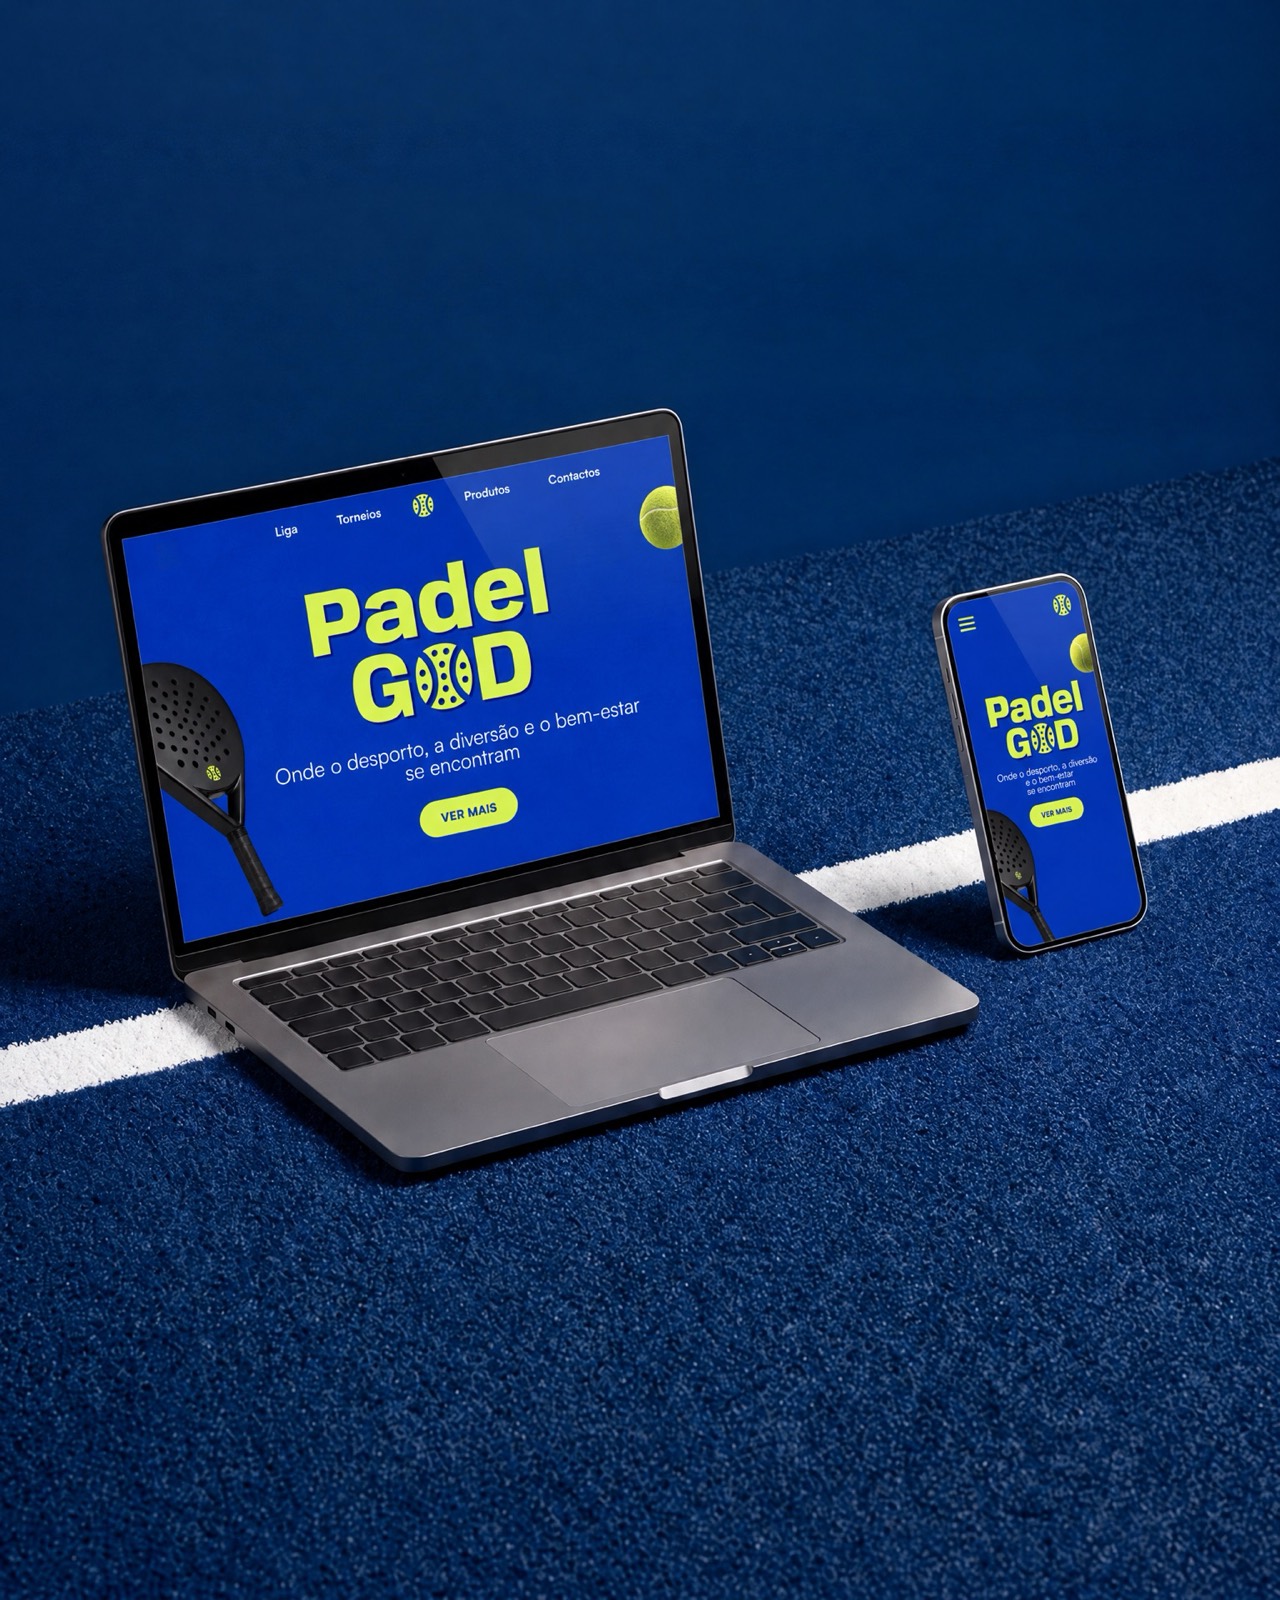 Liga Torneios Produtos Contactos
Padel
GOD
Onde o desporto, a diversão e o bem-estar
se encontram
VER MAIS
Padel
GOD
Onde o desporto, a diversão
e o bem-estar
se encontram
VER MAIS